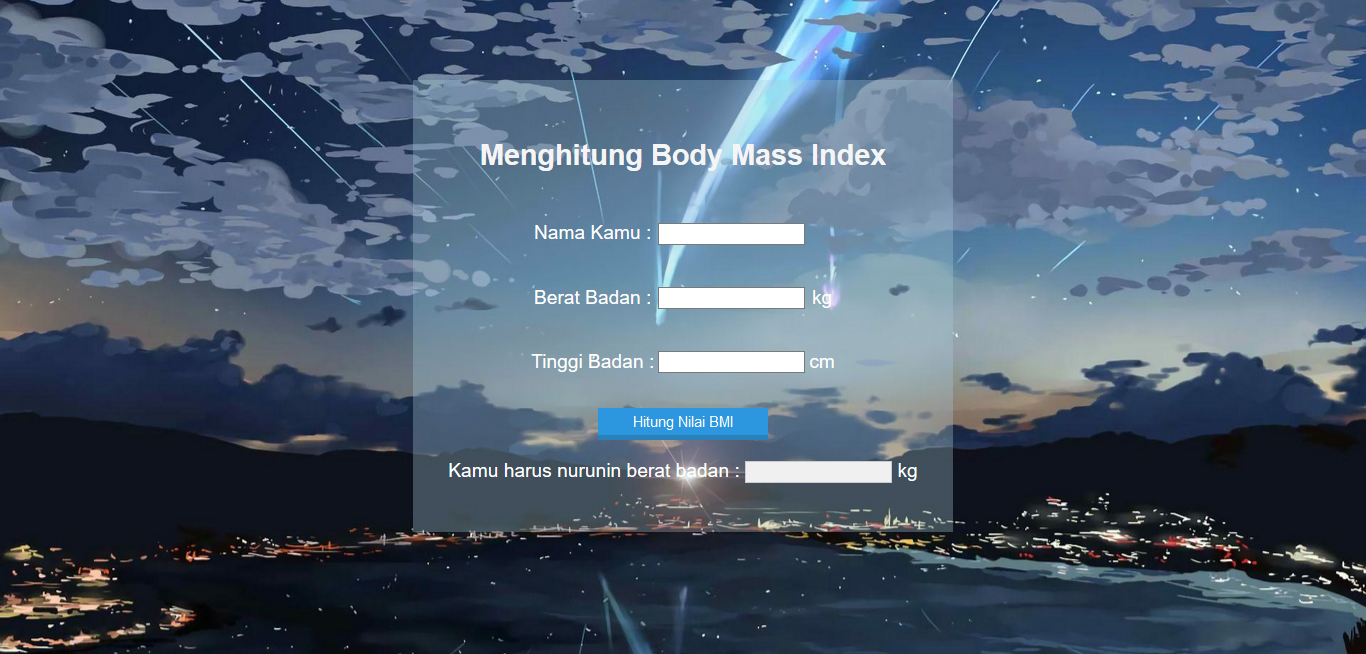 Menghitung Body Mass Index
Nama Kamu :
Berat Badan : kg
Tinggi Badan : cm
Hitung Nilai BMI
Kamu harus nurunin berat badan : kg